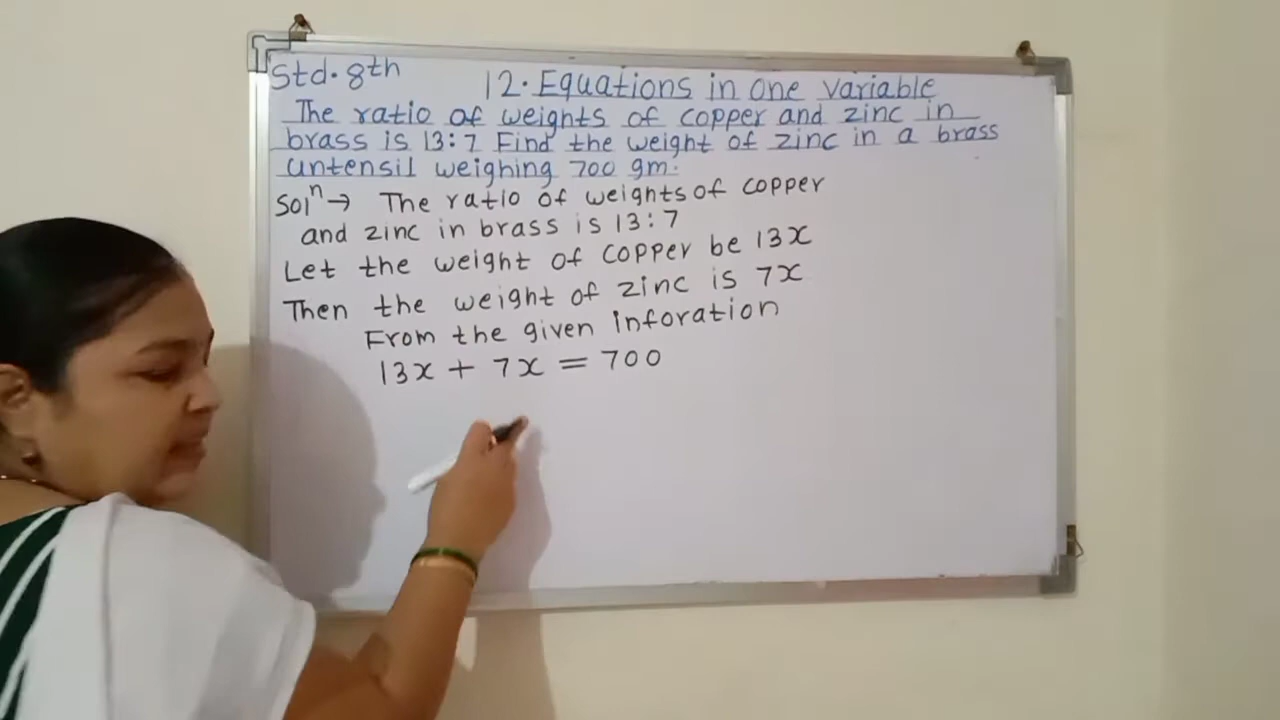 Std. 8th
12. Equations in one variable
The ratio of weights of copper and zinc in
brass is 13:7 Find the weight of zinc in a brass
untensil weighing 700 gm.
Solⁿ → The ratio of weights of copper
and zinc in brass is 13:7
Let the weight of copper be 13x
Then the weight of zinc is 7x
From the given inforation
13x + 7x = 700